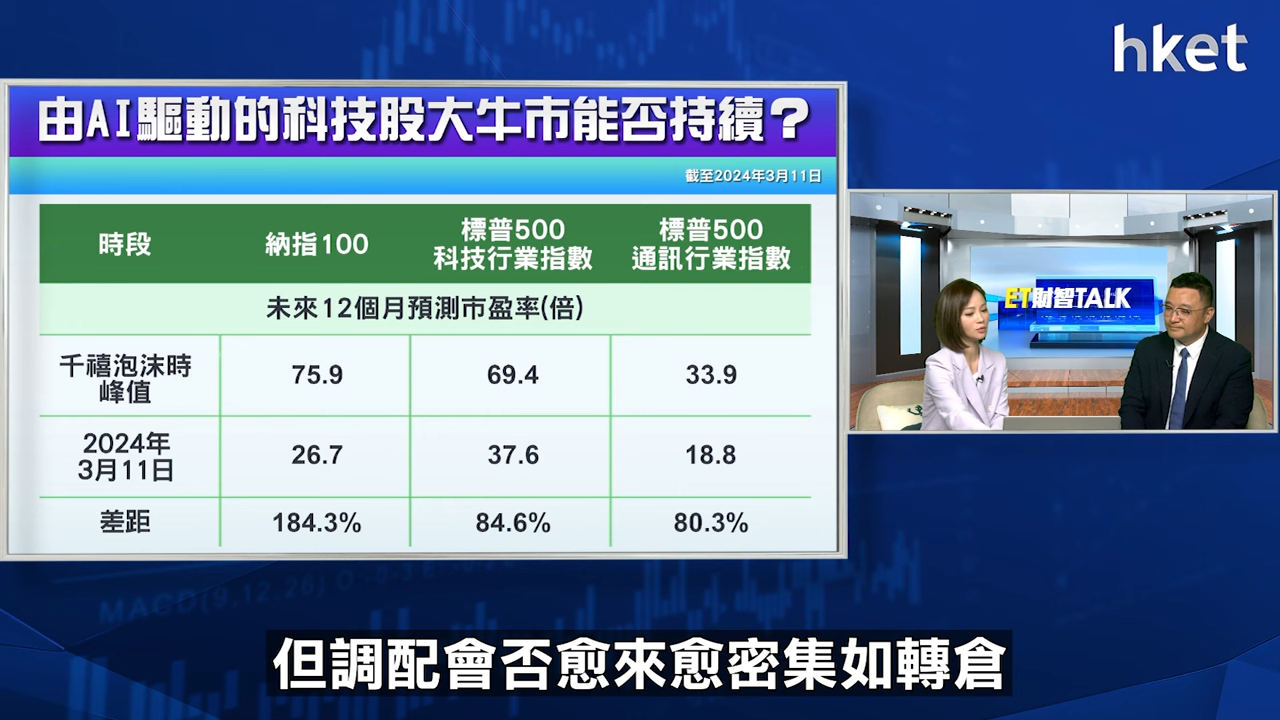 hket
由AI驅動的科技股大牛市能否持續？
截至2024年3月11日
時段 納指100 標普500 標普500
科技行業指數 通訊行業指數
未來12個月預測市盈率(倍)
千禧泡沫時
峰值 75.9 69.4 33.9
2024年
3月11日 26.7 37.6 18.8
差距 184.3% 84.6% 80.3%
ET財智TALK
MACD(9,12,26)
但調配會否愈來愈密集如轉倉